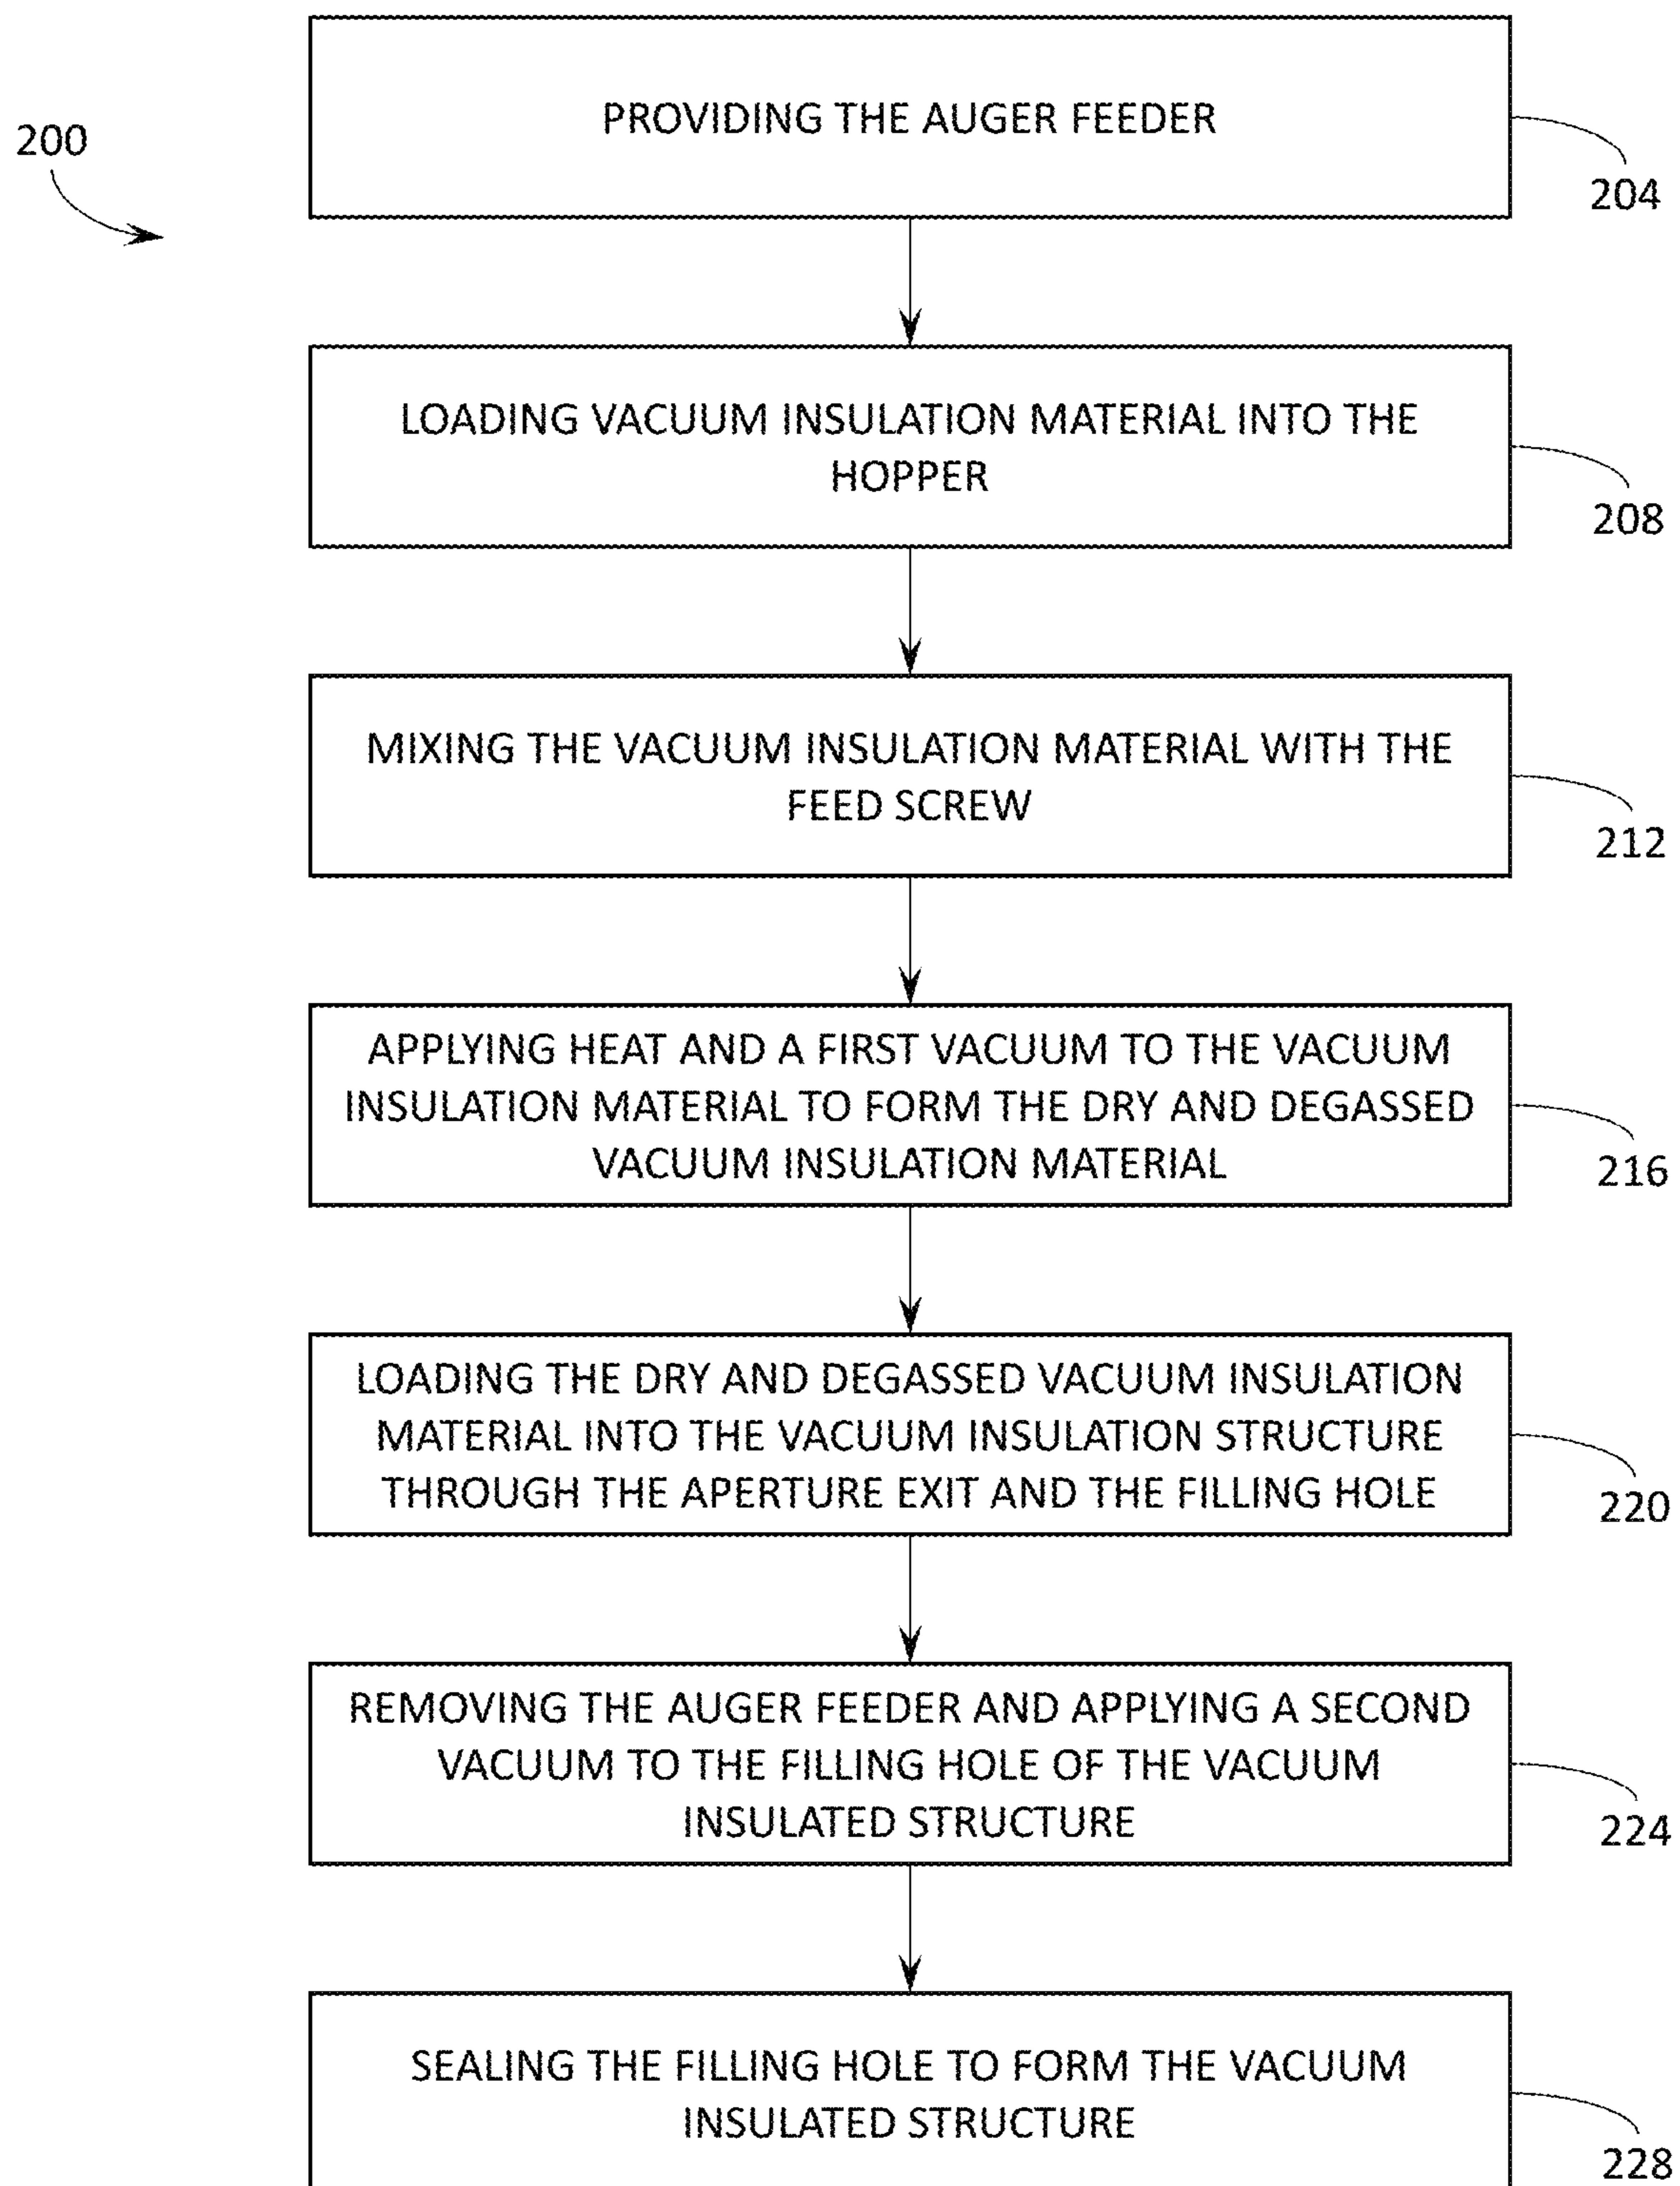 200
PROVIDING THE AUGER FEEDER
204
LOADING VACUUM INSULATION MATERIAL INTO THE
HOPPER
208
MIXING THE VACUUM INSULATION MATERIAL WITH THE
FEED SCREW
212
APPLYING HEAT AND A FIRST VACUUM TO THE VACUUM
INSULATION MATERIAL TO FORM THE DRY AND DEGASSED
VACUUM INSULATION MATERIAL
216
LOADING THE DRY AND DEGASSED VACUUM INSULATION
MATERIAL INTO THE VACUUM INSULATION STRUCTURE
THROUGH THE APERTURE EXIT AND THE FILLING HOLE
220
REMOVING THE AUGER FEEDER AND APPLYING A SECOND
VACUUM TO THE FILLING HOLE OF THE VACUUM
INSULATED STRUCTURE
224
SEALING THE FILLING HOLE TO FORM THE VACUUM
INSULATED STRUCTURE
228